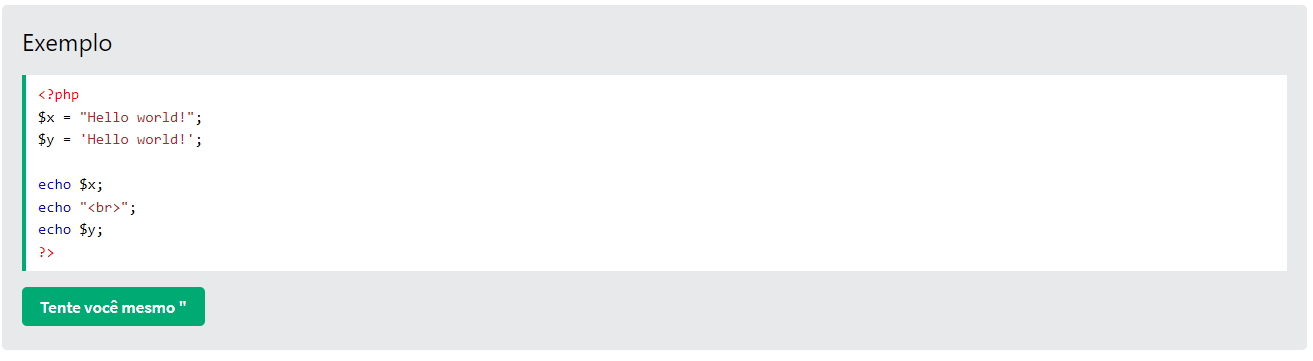 Exemplo
<?php
$x = "Hello world!";
$y = 'Hello world!';
echo $x;
echo "<br>";
echo $y;
?>
Tente você mesmo "